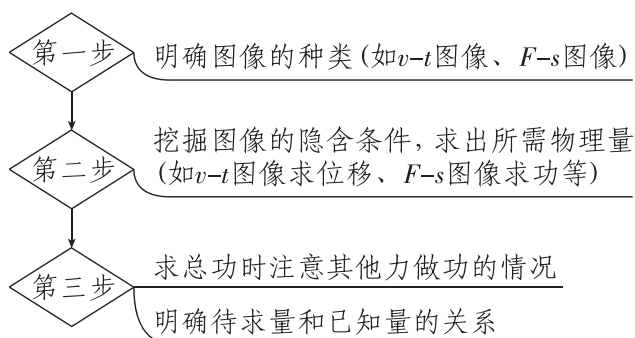 第一步
明确图像的种类(如v-t图像、F-s图像)
第二步
挖掘图像的隐含条件,求出所需物理量
(如v-t图像求位移、F-s图像求功等)
第三步
求总功时注意其他力做功的情况
明确待求量和已知量的关系